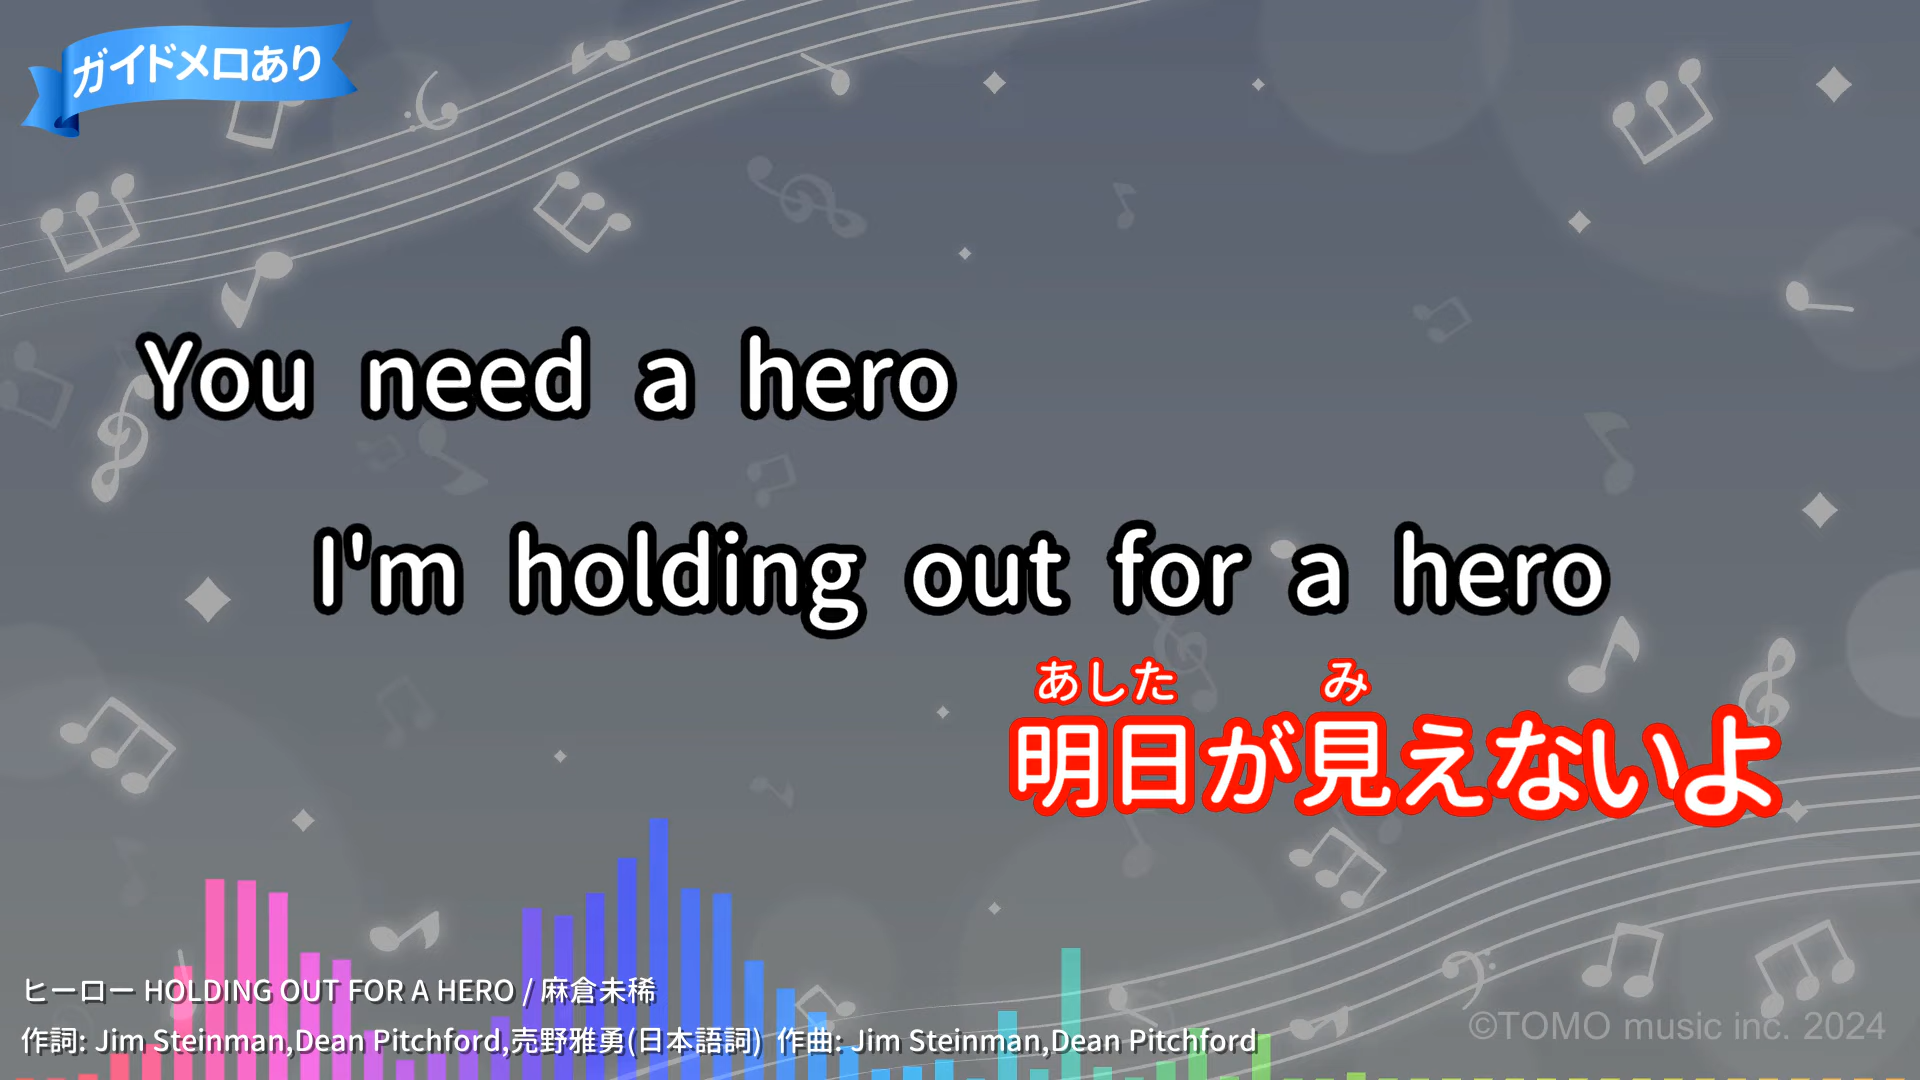 ガイドメロあり
You need a hero
I'm holding out for a hero
あした み
明日が見えないよ
ヒーロー HOLDING OUT FOR A HERO / 麻倉未稀
作詞: Jim Steinman,Dean Pitchford,売野雅勇(日本語詞) 作曲: Jim Steinman,Dean Pitchford
©TOMO music inc. 2024